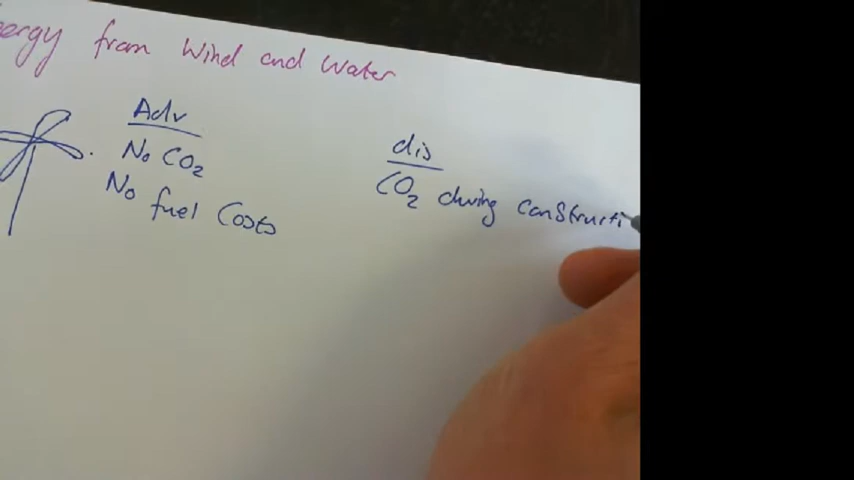 ergy from Wind and Water
Adv
No CO2
No fuel Costs
dis
CO2 during constructi